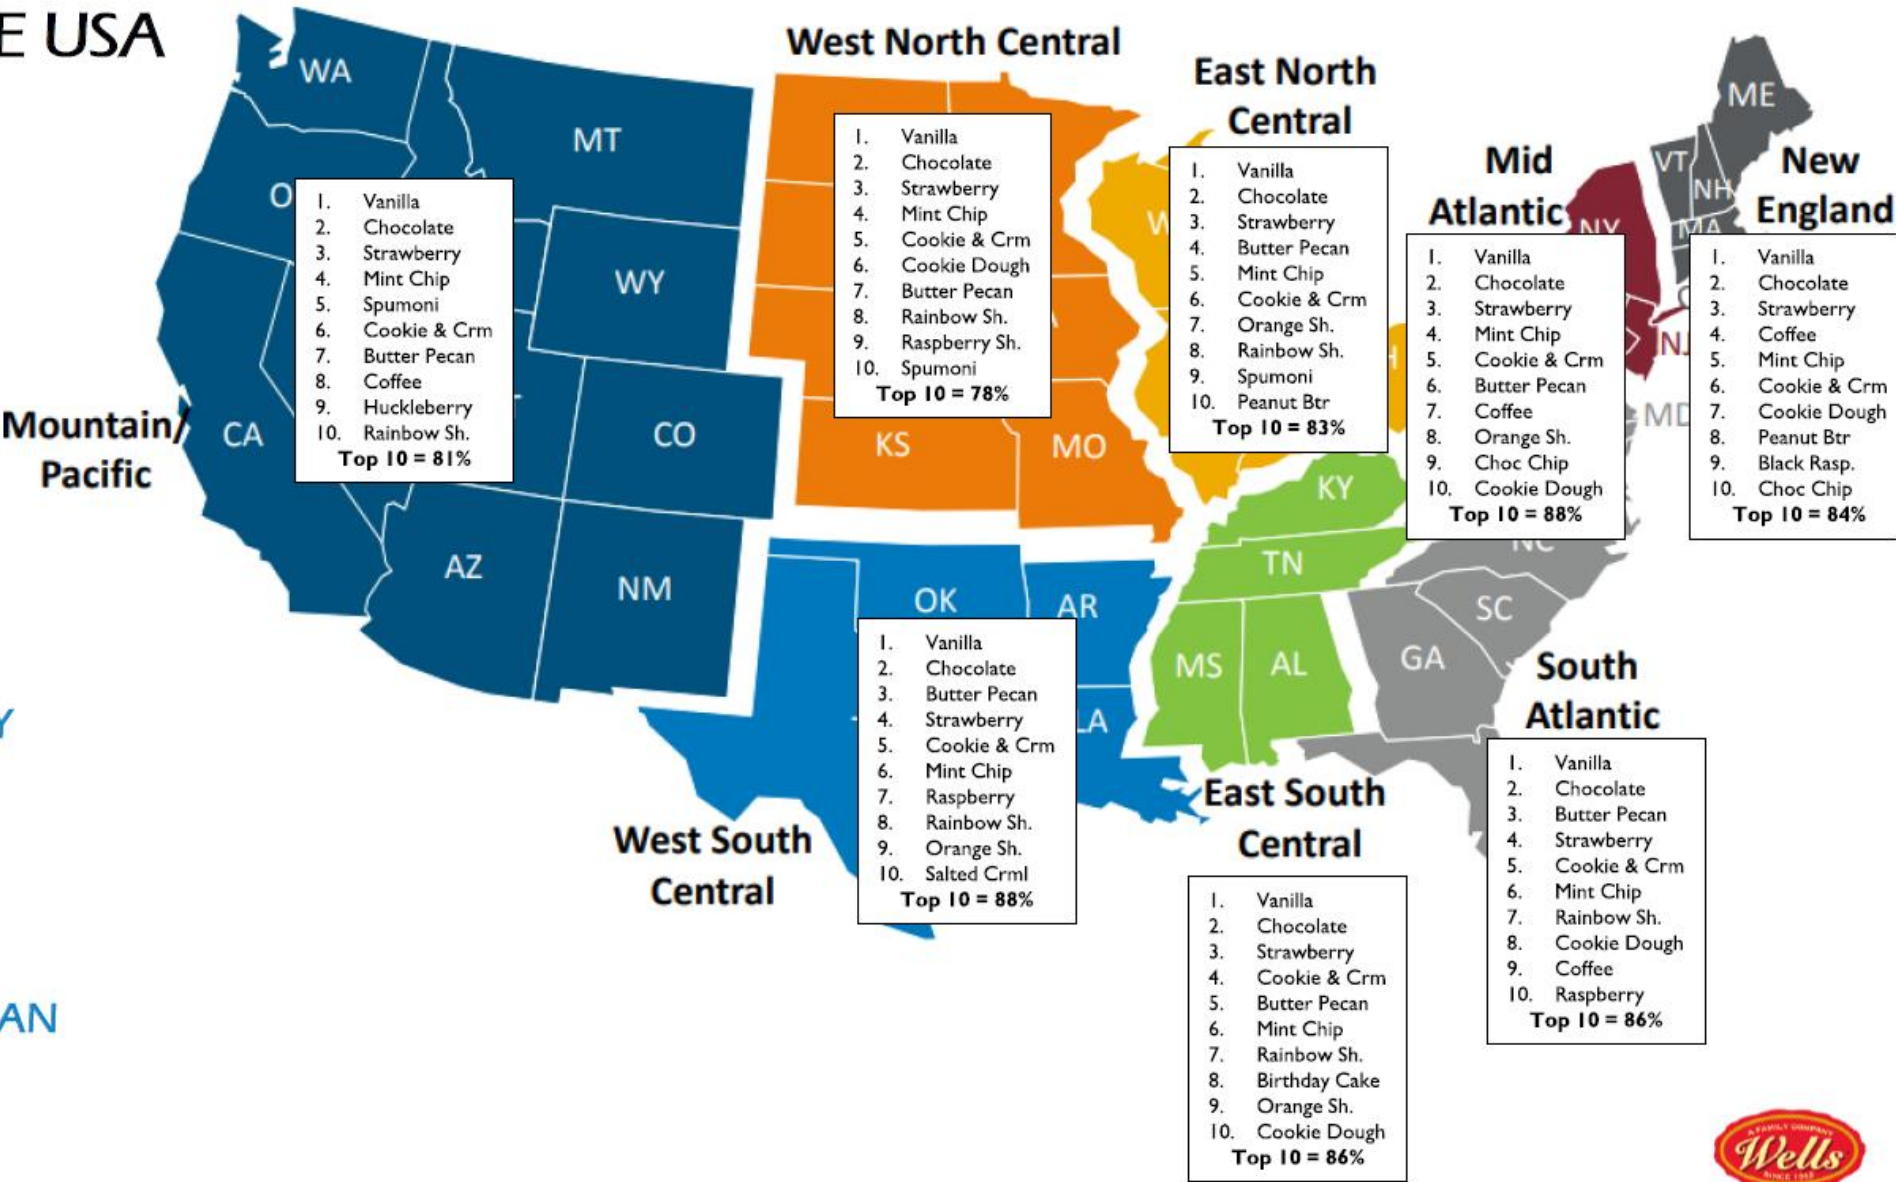 E USA
West North Central
East North
Central
Mid
Atlantic
New
England
Mountain/
Pacific
West South
Central
East South
Central
South
Atlantic
WA
MT
WY
CA
CO
AZ
NM
KS
MO
OK
AR
LA
KY
TN
MS
AL
GA
SC
NC
MD
NJ
NY
MA
VT
NH
ME
1. Vanilla
2. Chocolate
3. Strawberry
4. Mint Chip
5. Spumoni
6. Cookie & Crm
7. Butter Pecan
8. Coffee
9. Huckleberry
10. Rainbow Sh.
Top 10 = 81%
1. Vanilla
2. Chocolate
3. Strawberry
4. Mint Chip
5. Cookie & Crm
6. Cookie Dough
7. Butter Pecan
8. Rainbow Sh.
9. Raspberry Sh.
10. Spumoni
Top 10 = 78%
1. Vanilla
2. Chocolate
3. Strawberry
4. Butter Pecan
5. Mint Chip
6. Cookie & Crm
7. Orange Sh.
8. Rainbow Sh.
9. Spumoni
10. Peanut Btr
Top 10 = 83%
1. Vanilla
2. Chocolate
3. Strawberry
4. Mint Chip
5. Cookie & Crm
6. Butter Pecan
7. Coffee
8. Orange Sh.
9. Choc Chip
10. Cookie Dough
Top 10 = 88%
1. Vanilla
2. Chocolate
3. Strawberry
4. Coffee
5. Mint Chip
6. Cookie & Crm
7. Cookie Dough
8. Peanut Btr
9. Black Rasp.
10. Choc Chip
Top 10 = 84%
1. Vanilla
2. Chocolate
3. Butter Pecan
4. Strawberry
5. Cookie & Crm
6. Mint Chip
7. Raspberry
8. Rainbow Sh.
9. Orange Sh.
10. Salted Crml
Top 10 = 88%
1. Vanilla
2. Chocolate
3. Strawberry
4. Cookie & Crm
5. Butter Pecan
6. Mint Chip
7. Rainbow Sh.
8. Birthday Cake
9. Orange Sh.
10. Cookie Dough
Top 10 = 86%
1. Vanilla
2. Chocolate
3. Butter Pecan
4. Strawberry
5. Cookie & Crm
6. Mint Chip
7. Rainbow Sh.
8. Cookie Dough
9. Coffee
10. Raspberry
Top 10 = 86%
Y
AN
A FAMILY COMPANY
Wells
SINCE 1913